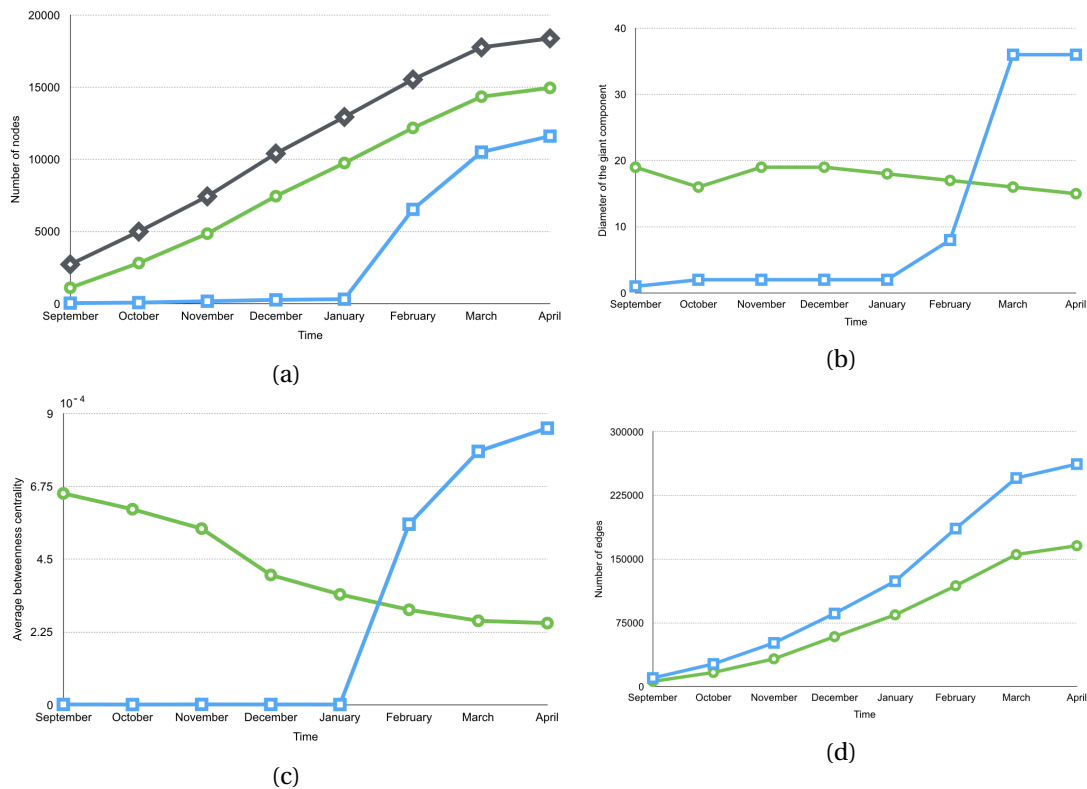 20000
15000
10000
5000
0
Number of nodes
September October November December January February March April
Time
(a)
40
30
20
10
0
Diameter of the giant component
September October November December January February March April
Time
(b)
10⁻⁴
9
6.75
4.5
2.25
0
Average betweenness centrality
September October November December January February March April
Time
(c)
300000
225000
150000
75000
0
Number of edges
September October November December January February March April
Time
(d)